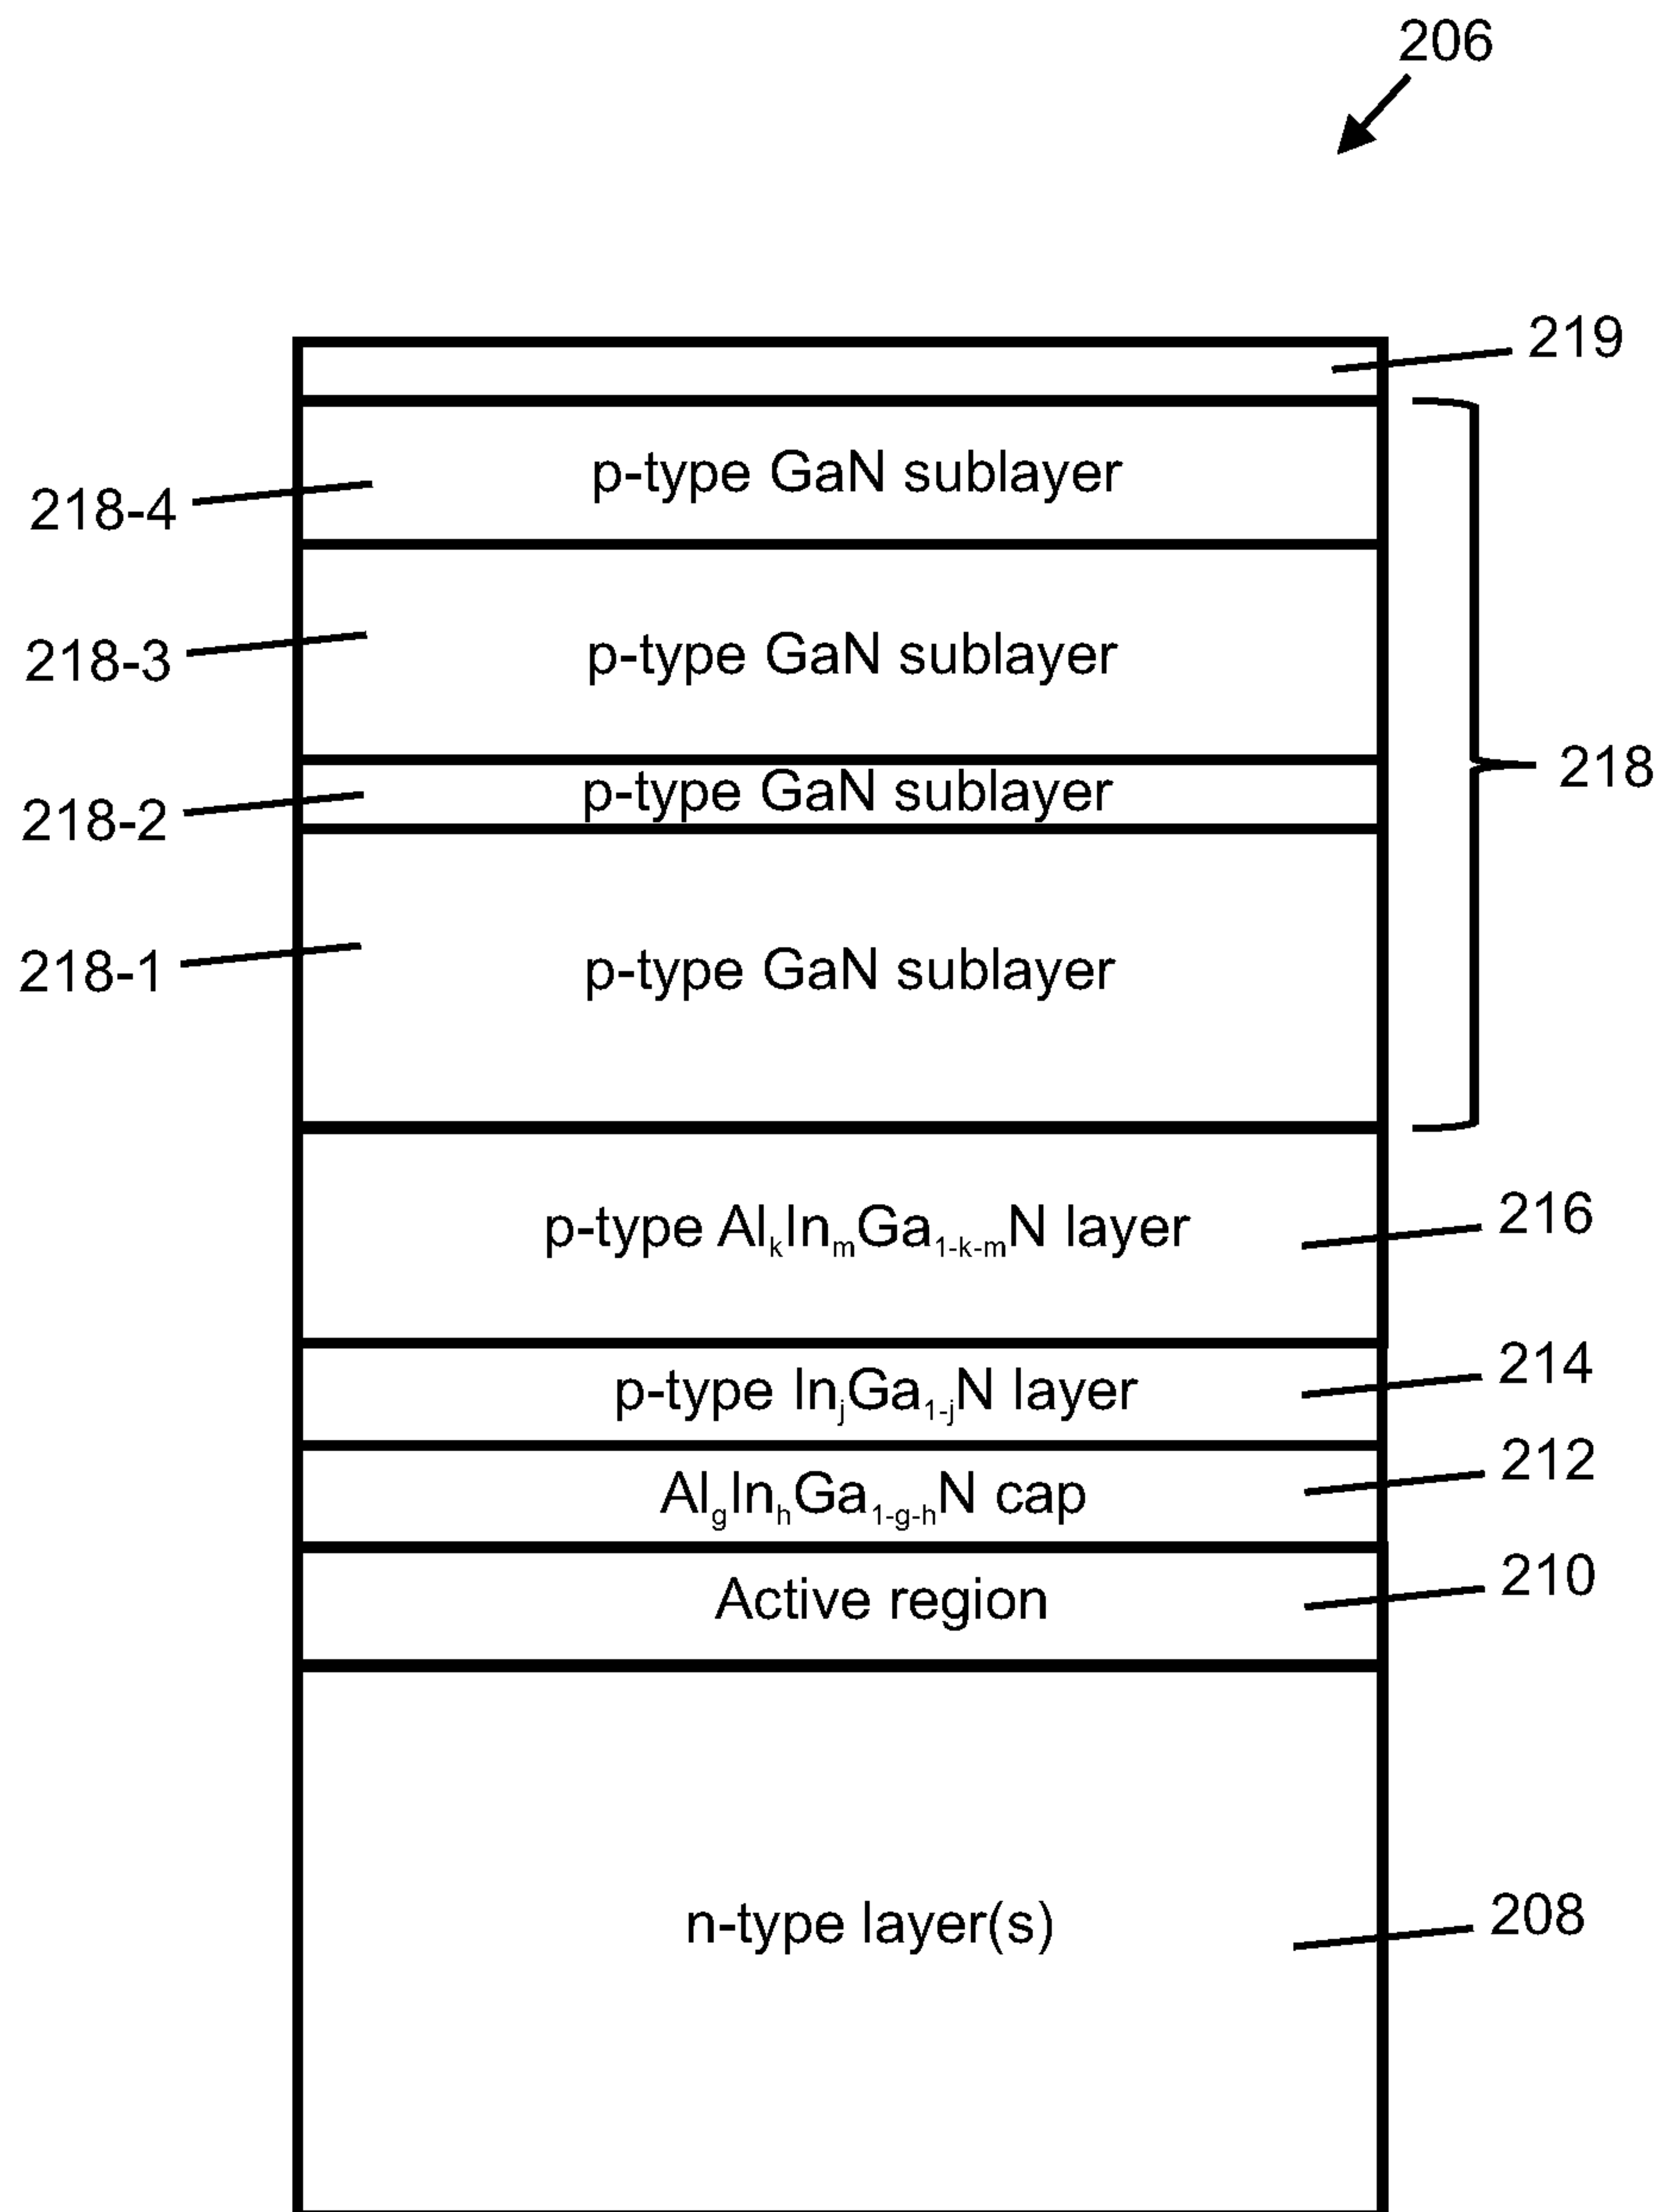 206
219
p-type GaN sublayer
218-4
p-type GaN sublayer
218-3
218
p-type GaN sublayer
218-2
p-type GaN sublayer
218-1
p-type AlₖInₘGa₁₋ₖ₋ₘN layer
216
p-type InⱼGa₁₋ⱼN layer
214
Al_gIn_hGa_{1-g-h}N cap
212
Active region
210
n-type layer(s)
208